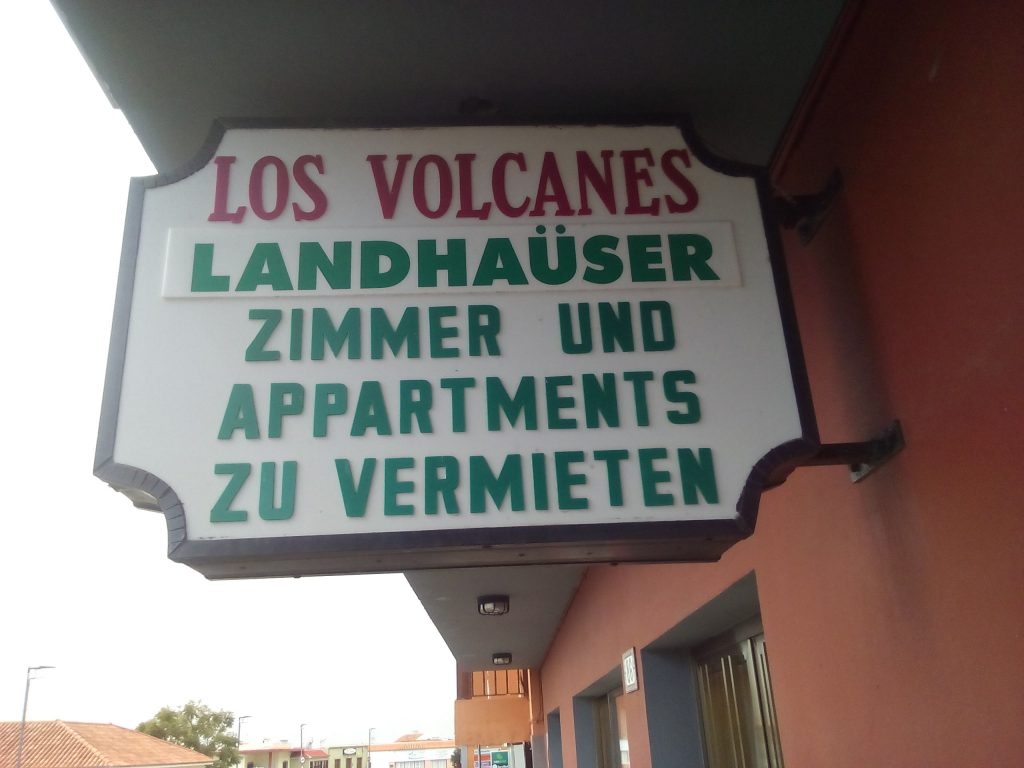 LOS VOLCANES
LANDHAÜSER
ZIMMER UND
APPARTMENTS
ZU VERMIETEN